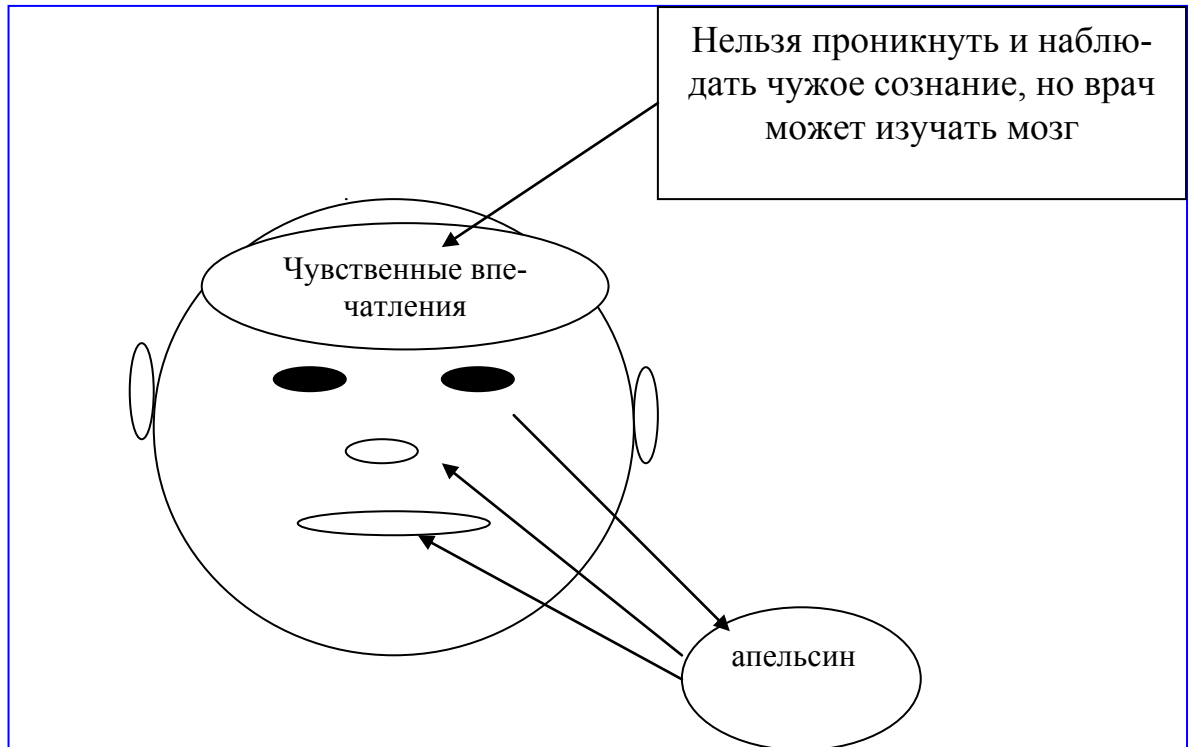 Нельзя проникнуть и наблю-
дать чужое сознание, но врач
может изучать мозг
Чувственные впе-
чатления
апельсин